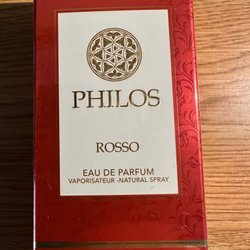 PHILOS
ROSSO
EAU DE PARFUM
VAPORISATEUR -NATURAL SPRAY